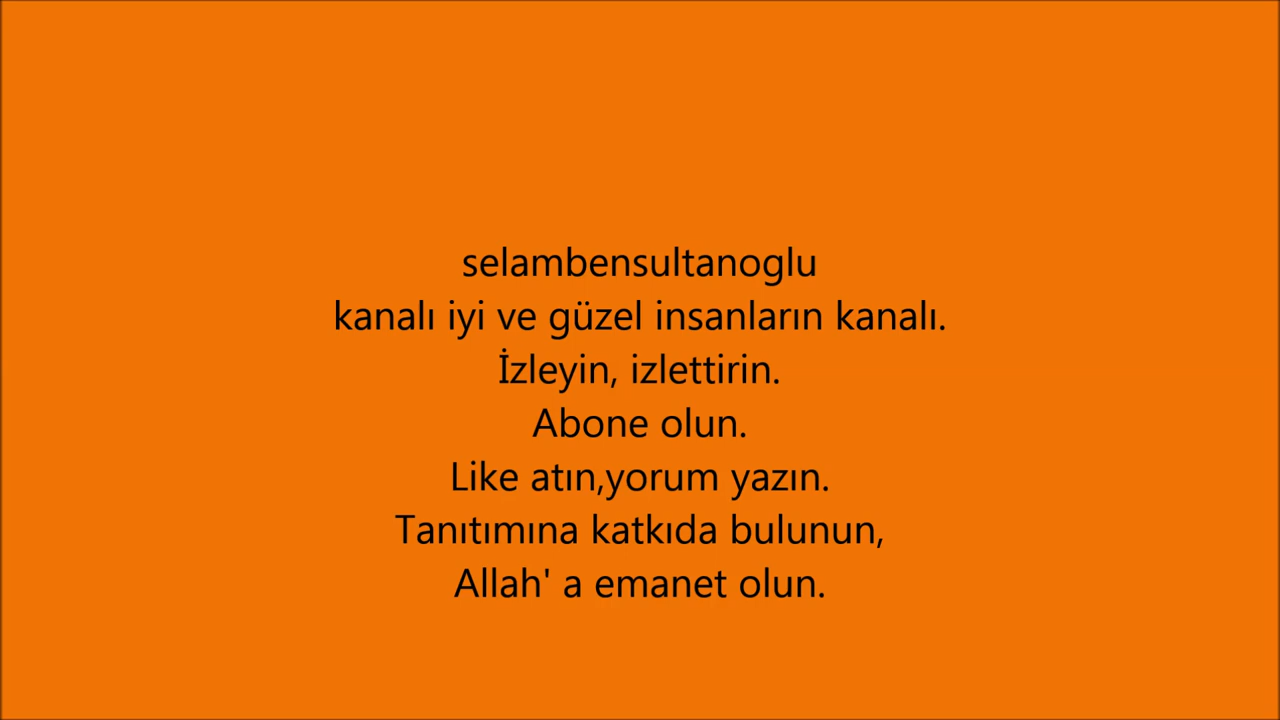 selambensultanoglu
kanalı iyi ve güzel insanların kanalı.
İzleyin, izlettirin.
Abone olun.
Like atın,yorum yazın.
Tanıtımına katkıda bulunun,
Allah' a emanet olun.